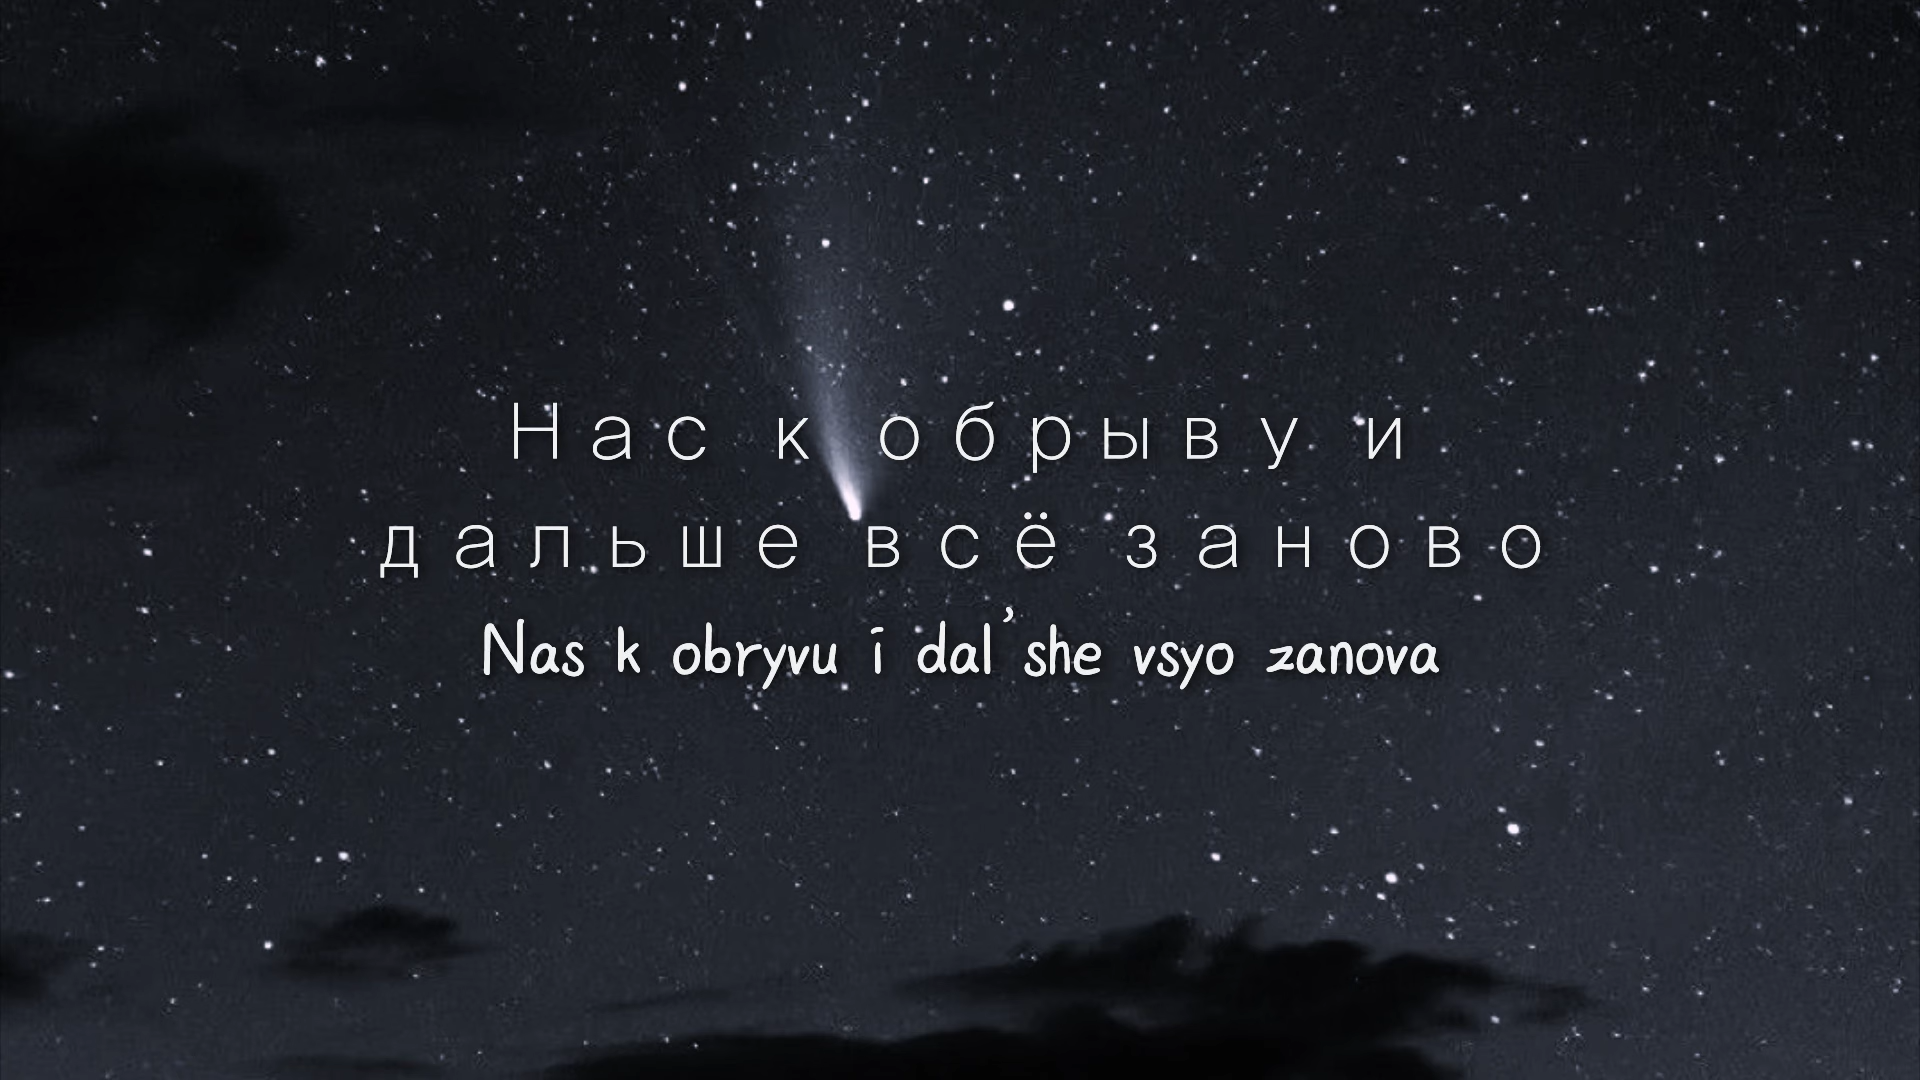 Нас к обрыву и
дальше всё заново
Nas k obryvu ī dal'she vsyo zanova